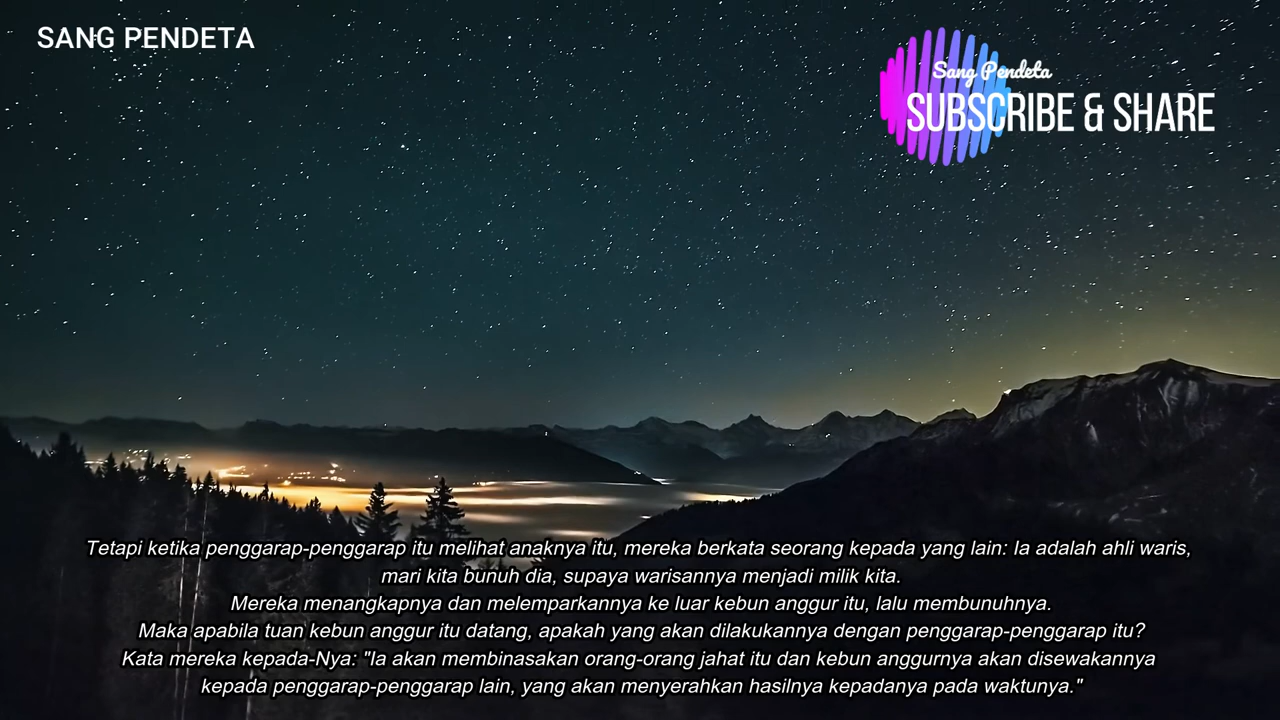 SANG PENDETA
Sang Pendeta
SUBSCRIBE & SHARE
Tetapi ketika penggarap-penggarap itu melihat anaknya itu, mereka berkata seorang kepada yang lain: Ia adalah ahli waris,
mari kita bunuh dia, supaya warisannya menjadi milik kita.
Mereka menangkapnya dan melemparkannya ke luar kebun anggur itu, lalu membunuhnya.
Maka apabila tuan kebun anggur itu datang, apakah yang akan dilakukannya dengan penggarap-penggarap itu?
Kata mereka kepada-Nya: "Ia akan membinasakan orang-orang jahat itu dan kebun anggurnya akan disewakannya
kepada penggarap-penggarap lain, yang akan menyerahkan hasilnya kepadanya pada waktunya."